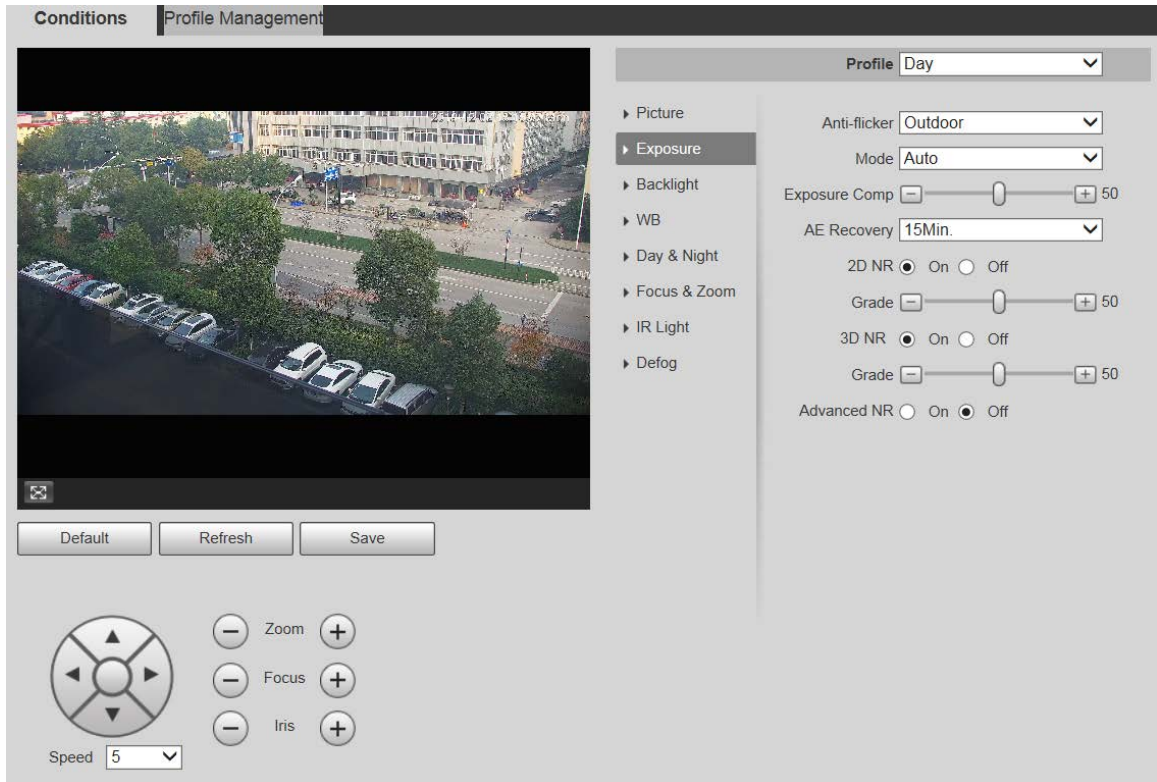 Conditions
Profile Management
Profile Day
Picture
Exposure
Backlight
WB
Day & Night
Focus & Zoom
IR Light
Defog
Anti-flicker Outdoor
Mode Auto
Exposure Comp 50
AE Recovery 15Min.
2D NR On Off
Grade 50
3D NR On Off
Grade 50
Advanced NR On Off
Default Refresh Save
Zoom
Focus
Iris
Speed 5